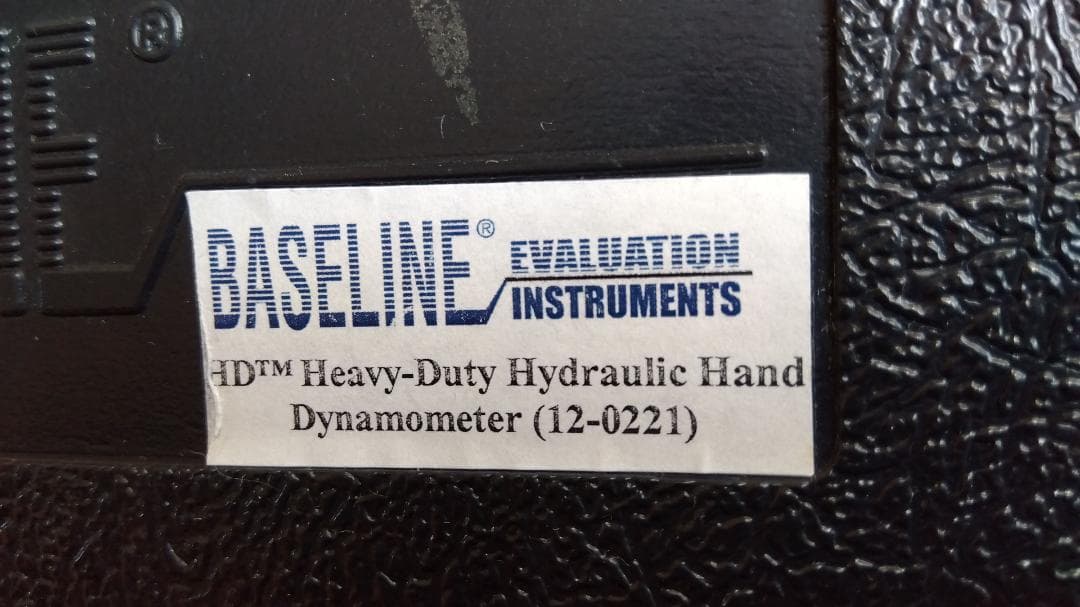 ®
BASELINE® EVALUATION
INSTRUMENTS
HD™ Heavy-Duty Hydraulic Hand
Dynamometer (12-0221)